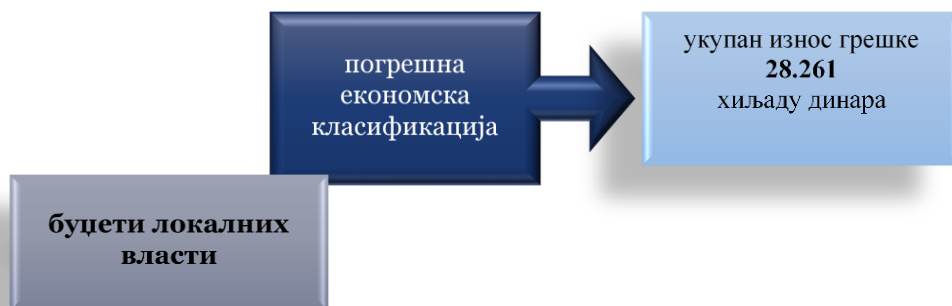 погрешна
економска
класификација
укупан износ грешке
28.261
хиљаду динара
буџети локалних
власти